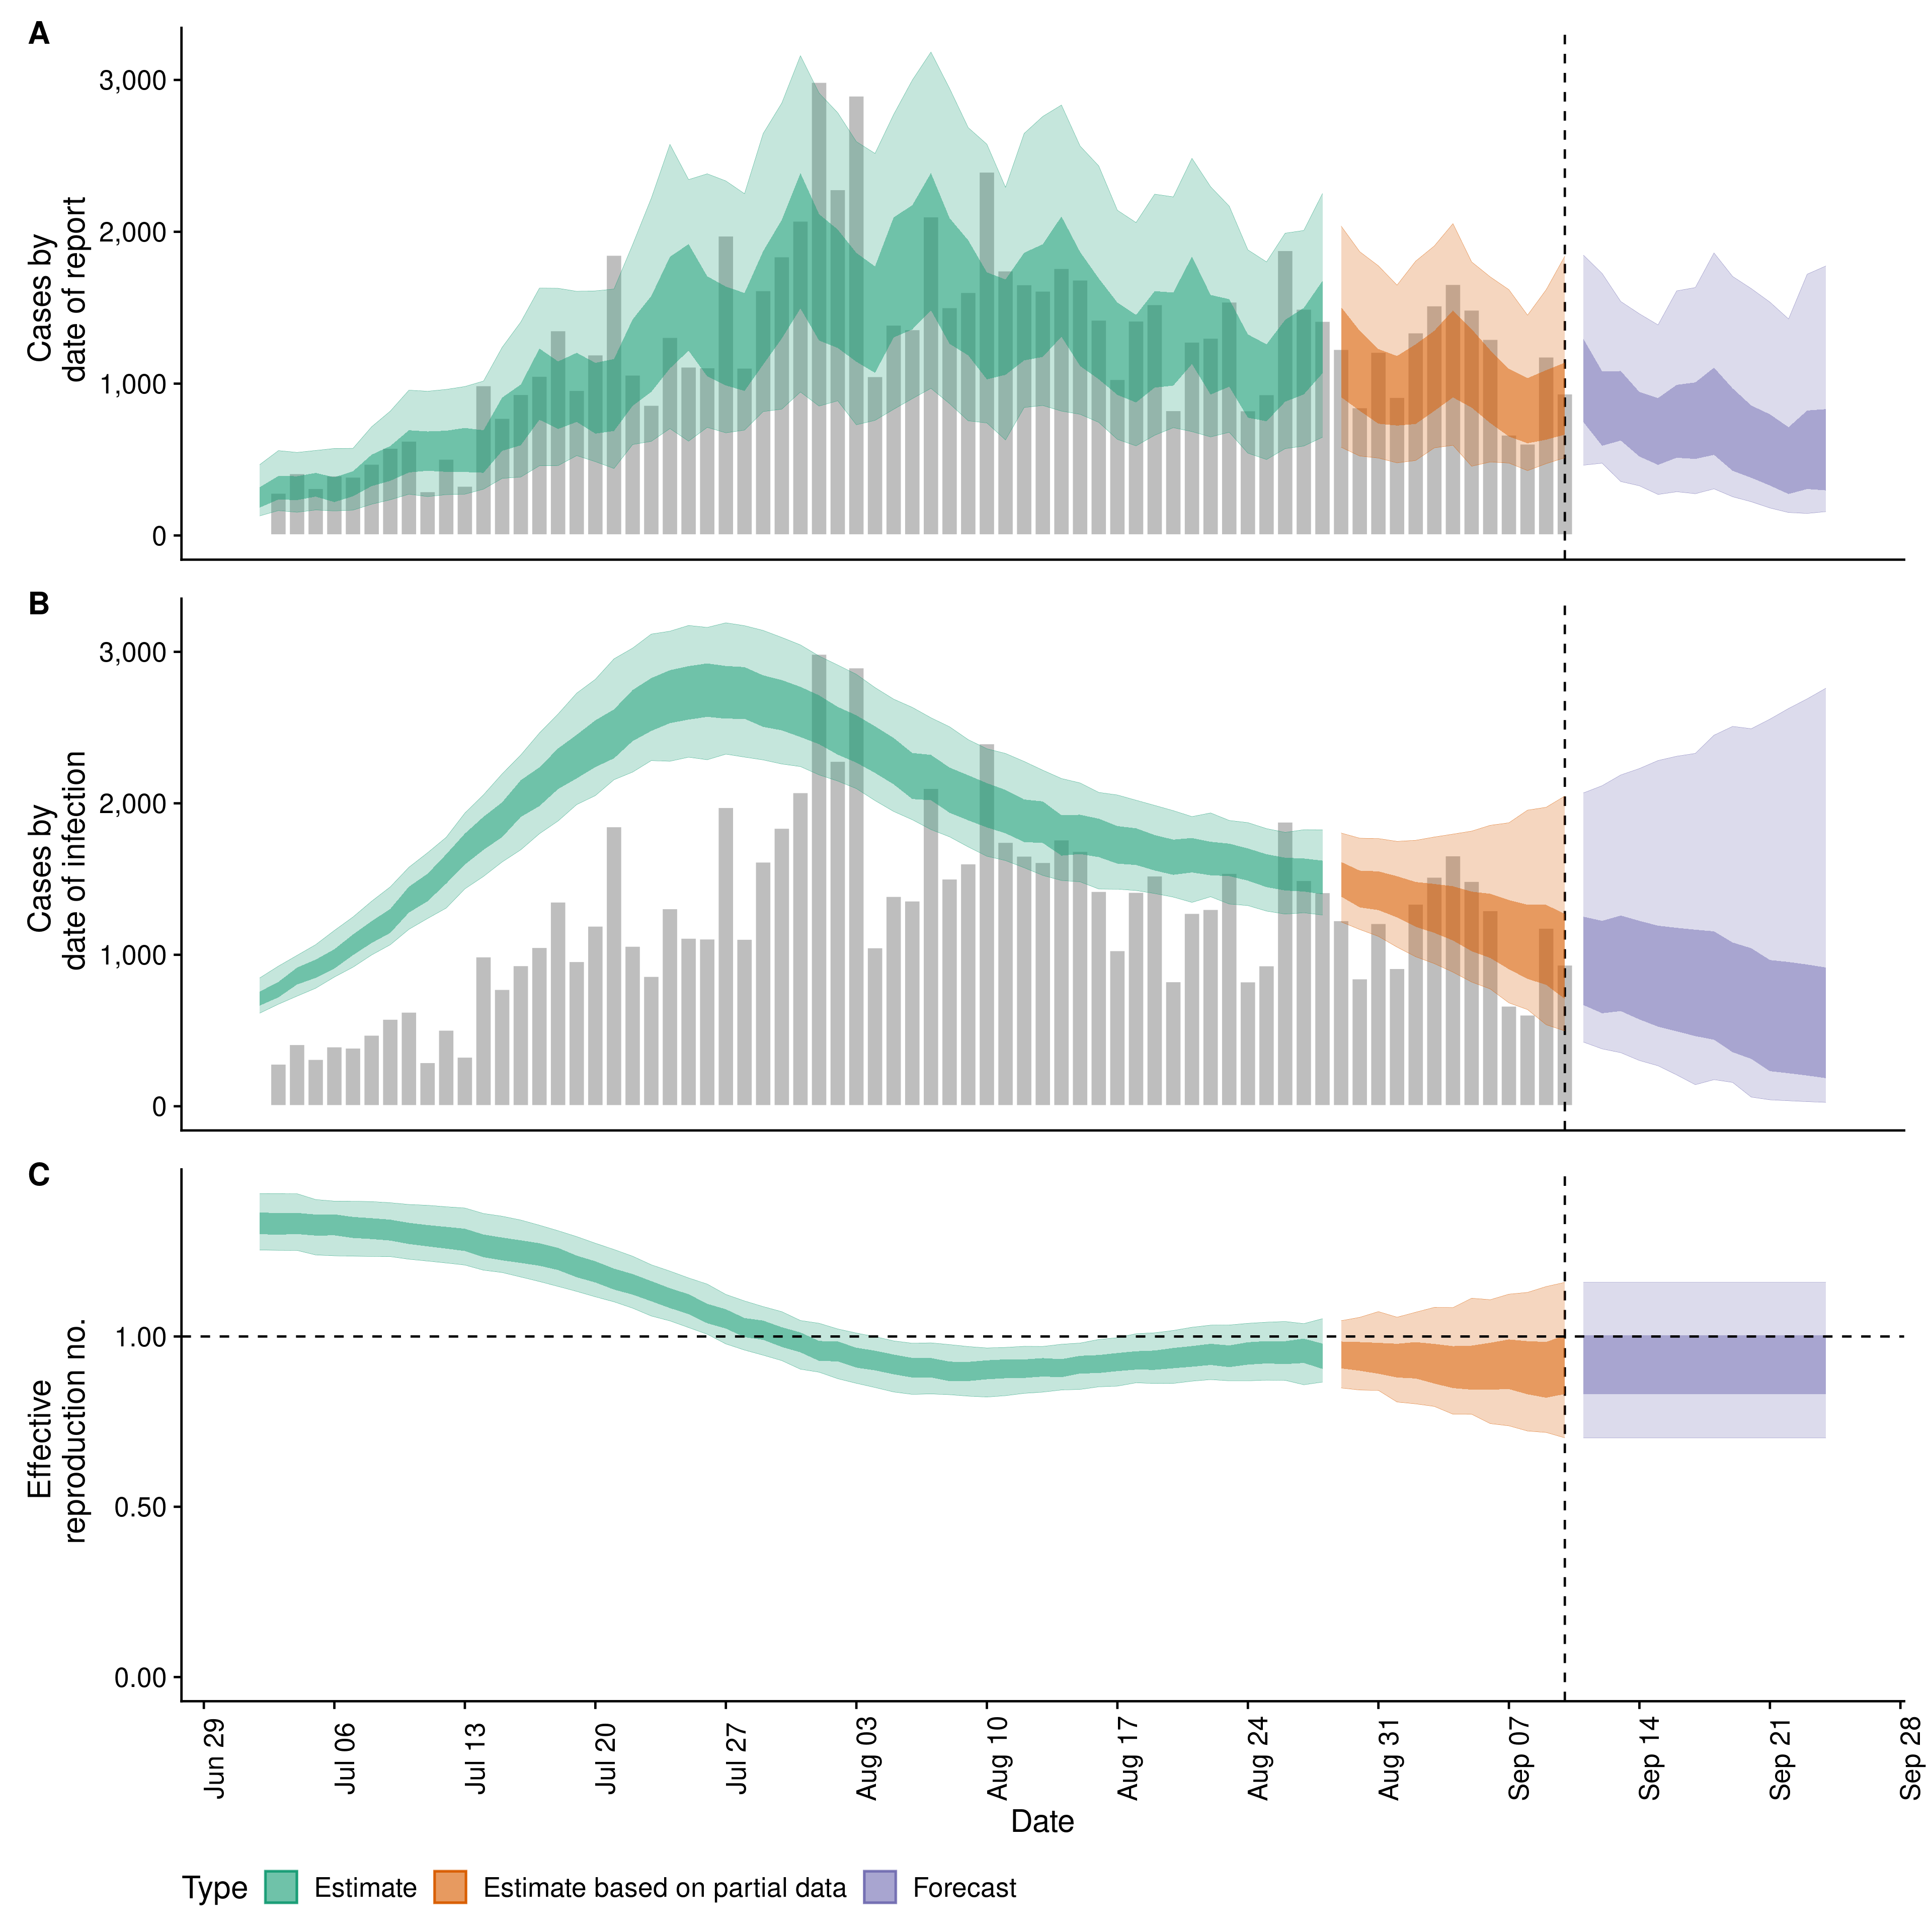 A
3,000
2,000
1,000
0
Cases by
date of report
B
3,000
2,000
1,000
0
Cases by
date of infection
C
1.00
0.50
0.00
Effective
reproduction no.
Jun 29
Jul 06
Jul 13
Jul 20
Jul 27
Aug 03
Aug 10
Aug 17
Aug 24
Aug 31
Sep 07
Sep 14
Sep 21
Sep 28
Date
Type Estimate Estimate based on partial data Forecast